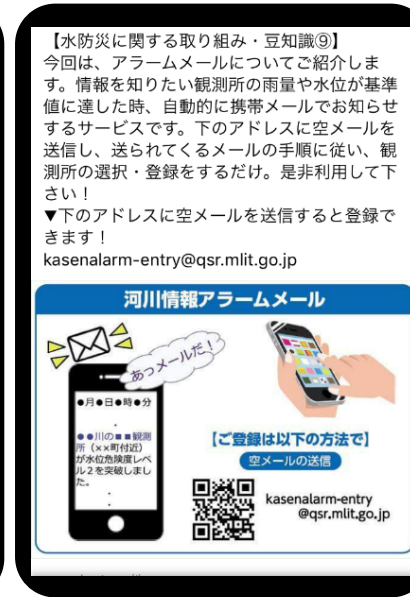 【水防災に関する取り組み・豆知識⑨】
今回は、アラームメールについてご紹介しま
す。情報を知りたい観測所の雨量や水位が基準
値に達した時、自動的に携帯メールでお知らせ
するサービスです。下のアドレスに空メールを
送信し、送られてくるメールの手順に従い、観
測所の選択・登録をするだけ。是非利用して下
さい！
▼下のアドレスに空メールを送信すると登録で
きます！
kasenalarm-entry@qsr.mlit.go.jp
河川情報アラームメール
あっメールだ！
●月●日●時●分
●●川の■■観測
所（××町付近）
が水位危険度レベ
ル２を突破しまし
た。
【ご登録は以下の方法で】
空メールの送信
kasenalarm-entry
@qsr.mlit.go.jp